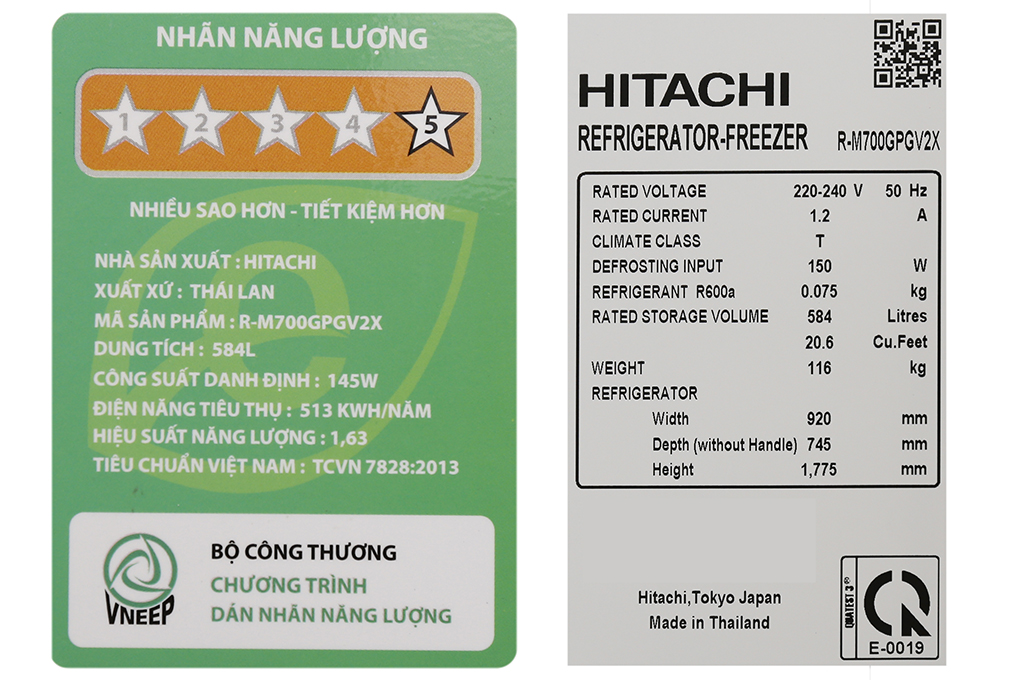 NHÃN NĂNG LƯỢNG
1 2 3 4 5
NHIỀU SAO HƠN - TIẾT KIỆM HƠN
NHÀ SẢN XUẤT : HITACHI
XUẤT XỨ : THÁI LAN
MÃ SẢN PHẨM : R-M700GPGV2X
DUNG TÍCH : 584L
CÔNG SUẤT DANH ĐỊNH : 145W
ĐIỆN NĂNG TIÊU THỤ : 513 KWH/NĂM
HIỆU SUẤT NĂNG LƯỢNG : 1,63
TIÊU CHUẨN VIỆT NAM : TCVN 7828:2013
VNEEP
BỘ CÔNG THƯƠNG
CHƯƠNG TRÌNH
DÁN NHÃN NĂNG LƯỢNG
HITACHI
REFRIGERATOR-FREEZER R-M700GPGV2X
RATED VOLTAGE 220-240 V 50 Hz
RATED CURRENT 1.2 A
CLIMATE CLASS T
DEFROSTING INPUT 150 W
REFRIGERANT R600a 0.075 kg
RATED STORAGE VOLUME 584 Litres
20.6 Cu.Feet
WEIGHT 116 kg
REFRIGERATOR
Width 920 mm
Depth (without Handle) 745 mm
Height 1,775 mm
Hitachi,Tokyo Japan
Made in Thailand
QUATEST 3®
E-0019